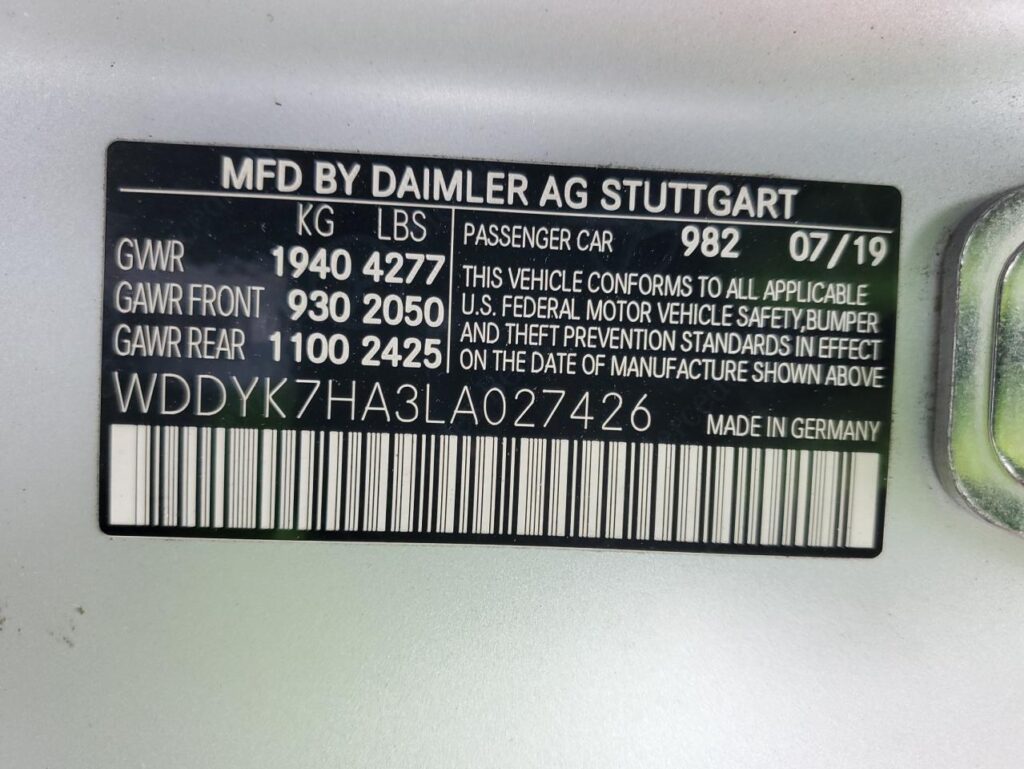 MFD BY DAIMLER AG STUTTGART
KG LBS
GVWR 1940 4277
GAWR FRONT 930 2050
GAWR REAR 1100 2425
PASSENGER CAR 982 07/19
THIS VEHICLE CONFORMS TO ALL APPLICABLE
U.S. FEDERAL MOTOR VEHICLE SAFETY,BUMPER
AND THEFT PREVENTION STANDARDS IN EFFECT
ON THE DATE OF MANUFACTURE SHOWN ABOVE
WDDYK7HA3LA027426
MADE IN GERMANY